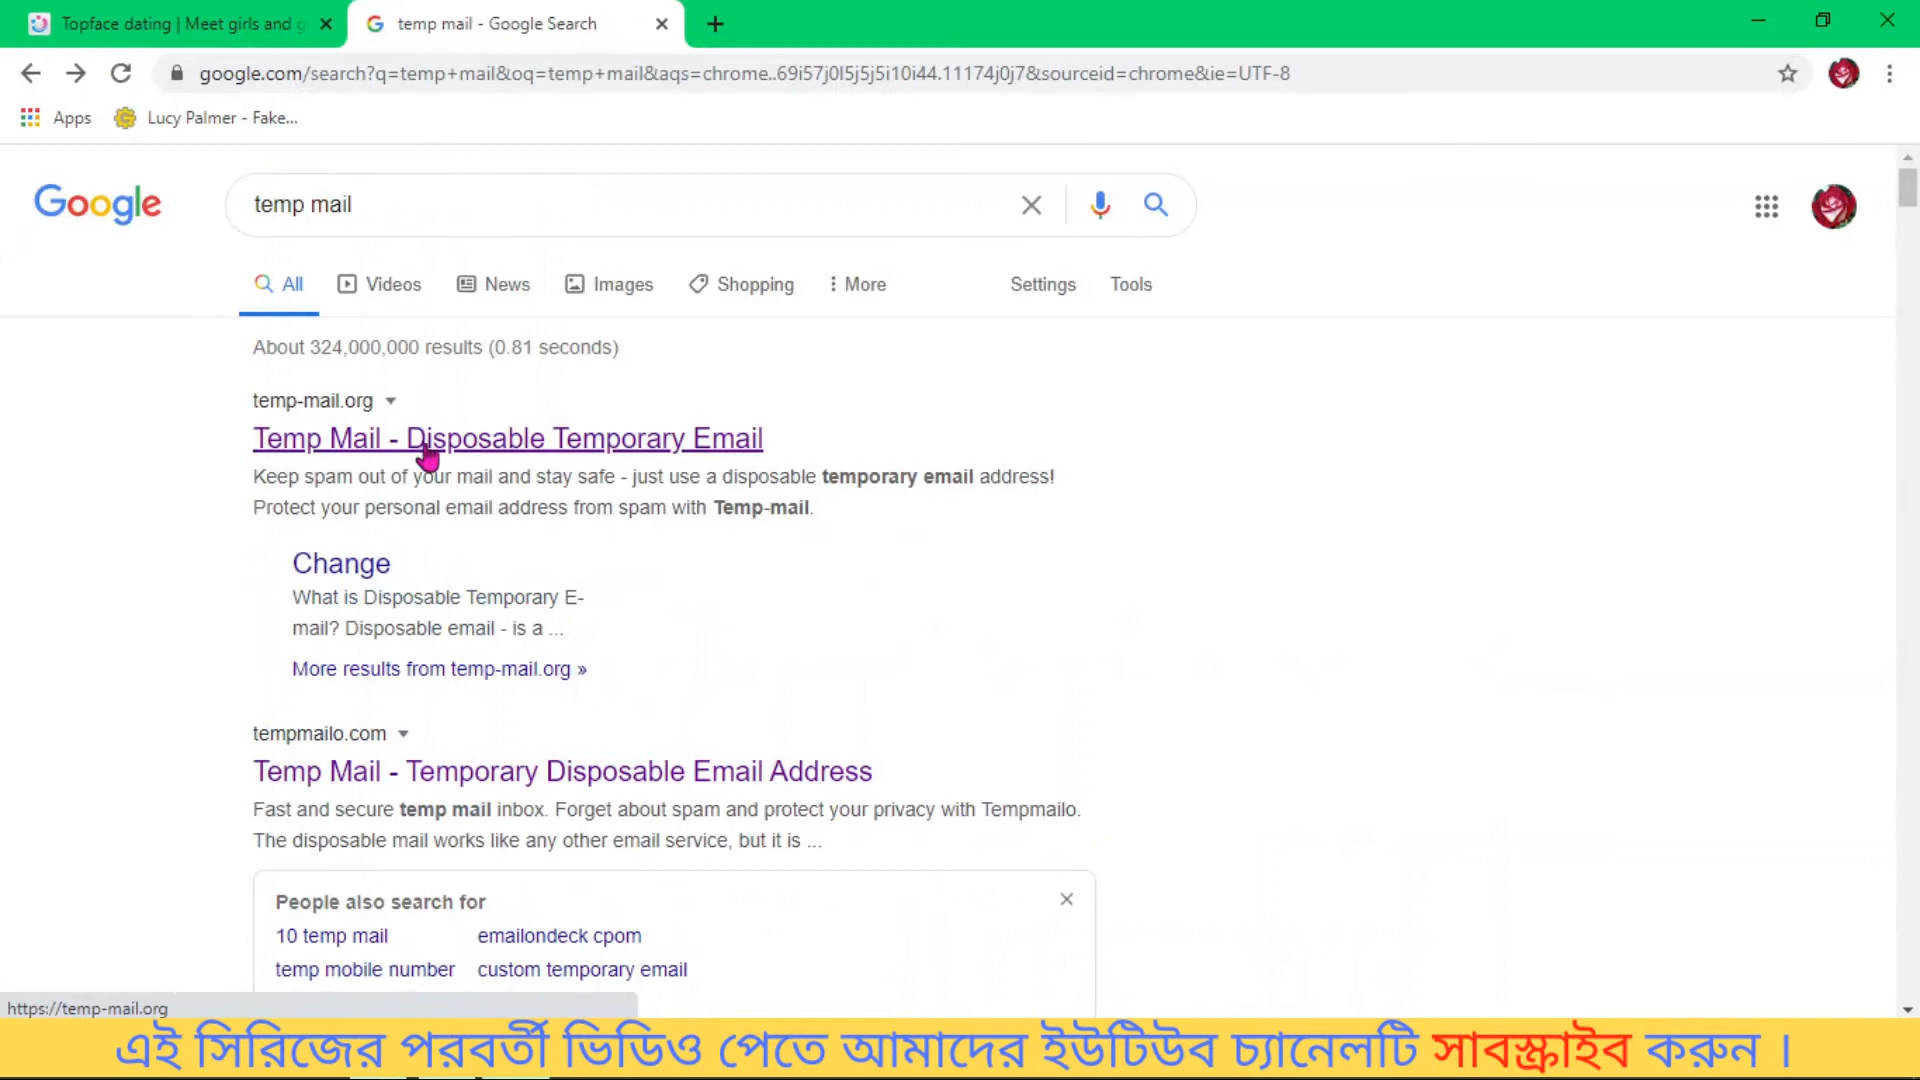 Topface dating | Meet girls and g
temp mail - Google Search
google.com/search?q=temp+mail&oq=temp+mail&aqs=chrome..69i57j0l5j5j5i10i44.11174j0j7&sourceid=chrome&ie=UTF-8
Apps
Lucy Palmer - Fake...
Google
temp mail
All
Videos
News
Images
Shopping
More
Settings
Tools
About 324,000,000 results (0.81 seconds)
temp-mail.org
Temp Mail - Disposable Temporary Email
Keep spam out of your mail and stay safe - just use a disposable temporary email address!
Protect your personal email address from spam with Temp-mail.
Change
What is Disposable Temporary E-
mail? Disposable email - is a ...
More results from temp-mail.org »
tempmailo.com
Temp Mail - Temporary Disposable Email Address
Fast and secure temp mail inbox. Forget about spam and protect your privacy with Tempmailo.
The disposable mail works like any other email service, but it is ...
People also search for
10 temp mail
emailondeck cpom
temp mobile number
custom temporary email
https://temp-mail.org
এই সিরিজের পরবর্তী ভিডিও পেতে আমাদের ইউটিউব চ্যানেলটি সাবস্ক্রাইব করুন ।